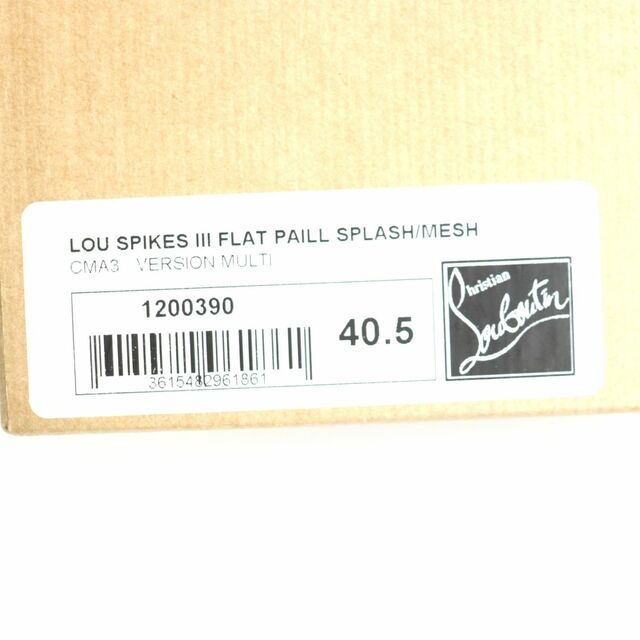 LOU SPIKES III FLAT PAILL SPLASH/MESH
CMA3 VERSION MULTI
1200390
40.5
3615482961861
Christian
Louboutin